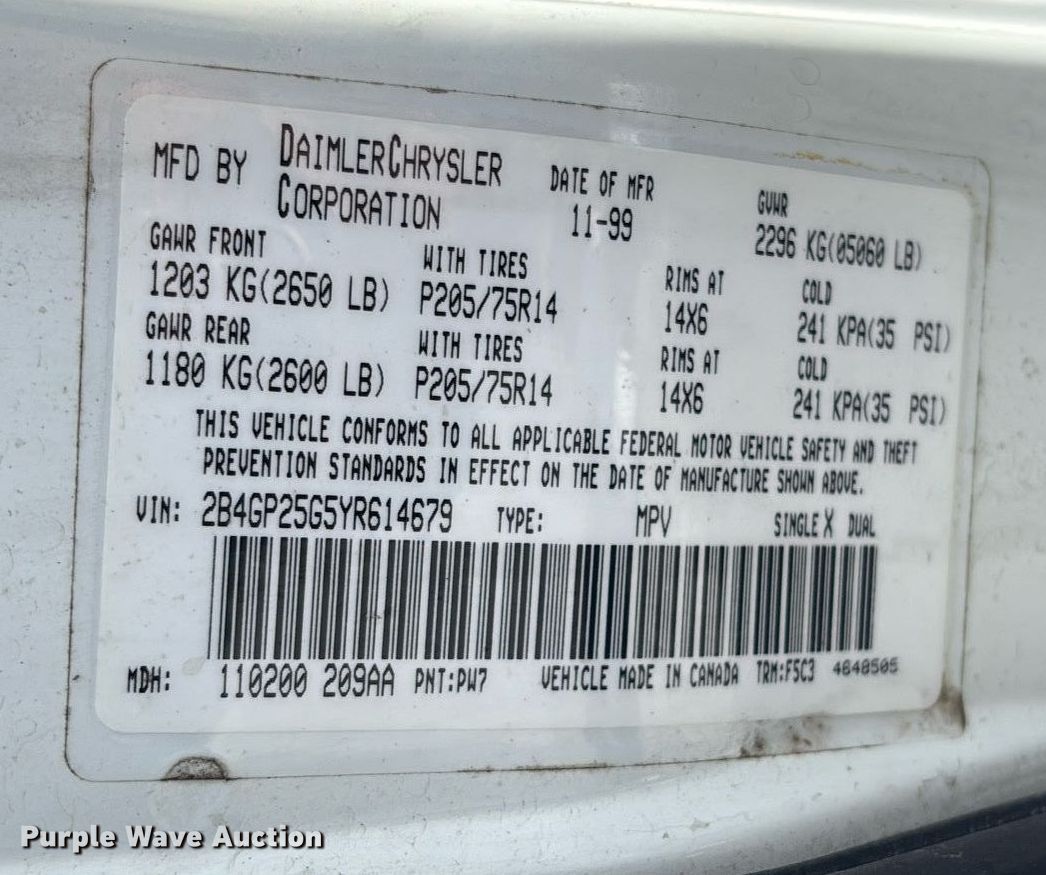 MFD BY DAIMLERCHRYSLER CORPORATION DATE OF MFR 11-99 GVWR 2296 KG(05060 LB)
GAWR FRONT WITH TIRES RIMS AT COLD
1203 KG(2650 LB) P205/75R14 14X6 241 KPA(35 PSI)
GAWR REAR WITH TIRES RIMS AT COLD
1180 KG(2600 LB) P205/75R14 14X6 241 KPA(35 PSI)
THIS VEHICLE CONFORMS TO ALL APPLICABLE FEDERAL MOTOR VEHICLE SAFETY AND THEFT
PREVENTION STANDARDS IN EFFECT ON THE DATE OF MANUFACTURE SHOWN ABOVE.
VIN: 2B4GP25G5YR614679 TYPE: MPV SINGLE X DUAL
MDH: 110200 209AA PNT:PW7 VEHICLE MADE IN CANADA TRM:F5C3 4648505
Purple Wave Auction